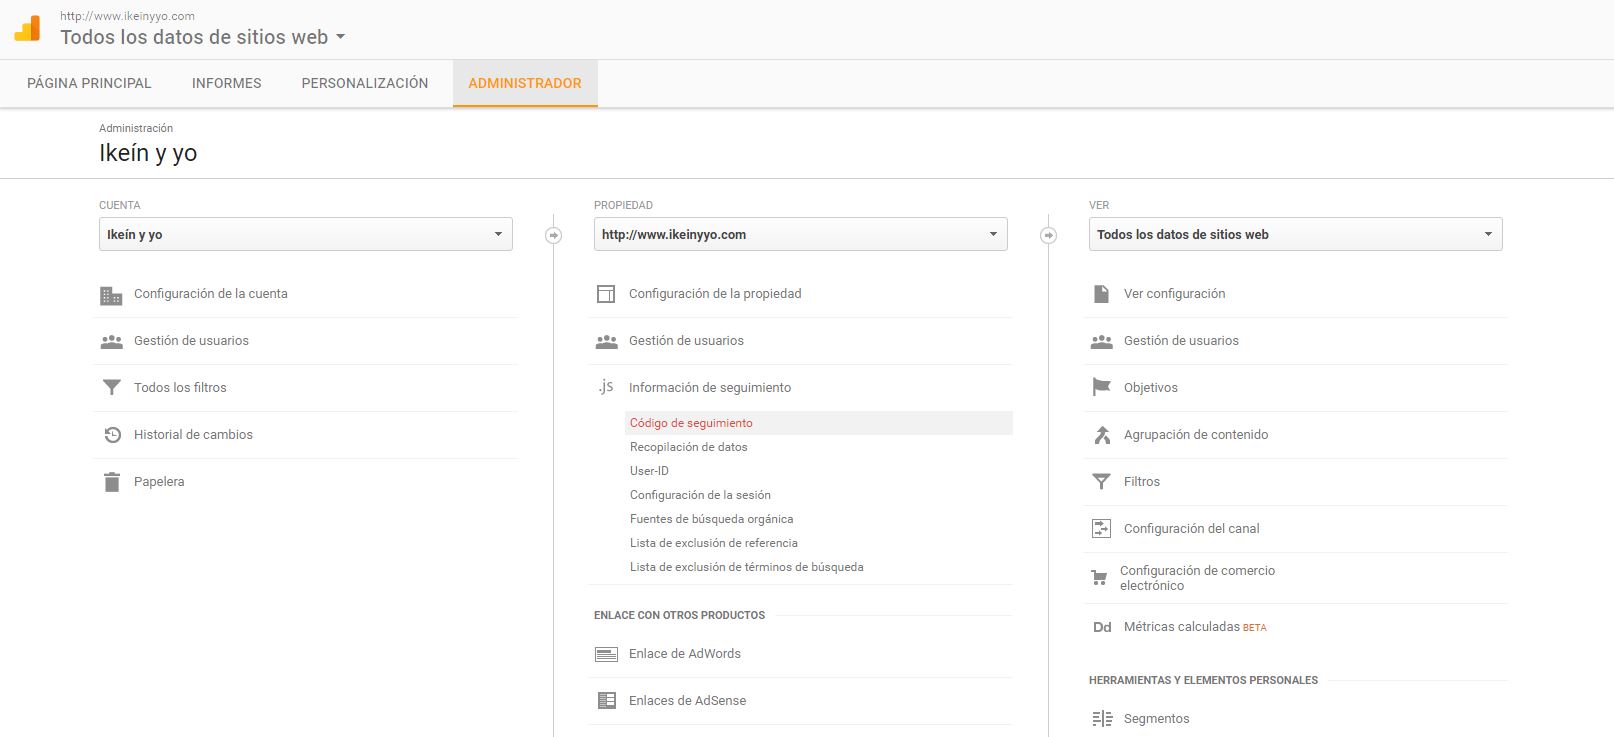 http://www.ikeinyyo.com
Todos los datos de sitios web
PÁGINA PRINCIPAL
INFORMES
PERSONALIZACIÓN
ADMINISTRADOR
Administración
Ikeín y yo
CUENTA
Ikeín y yo
Configuración de la cuenta
Gestión de usuarios
Todos los filtros
Historial de cambios
Papelera
PROPIEDAD
http://www.ikeinyyo.com
Configuración de la propiedad
Gestión de usuarios
.js Información de seguimiento
Código de seguimiento
Recopilación de datos
User-ID
Configuración de la sesión
Fuentes de búsqueda orgánica
Lista de exclusión de referencia
Lista de exclusión de términos de búsqueda
ENLACE CON OTROS PRODUCTOS
Enlace de AdWords
Enlaces de AdSense
VER
Todos los datos de sitios web
Ver configuración
Gestión de usuarios
Objetivos
Agrupación de contenido
Filtros
Configuración del canal
Configuración de comercio
electrónico
Dd Métricas calculadas BETA
HERRAMIENTAS Y ELEMENTOS PERSONALES
Segmentos